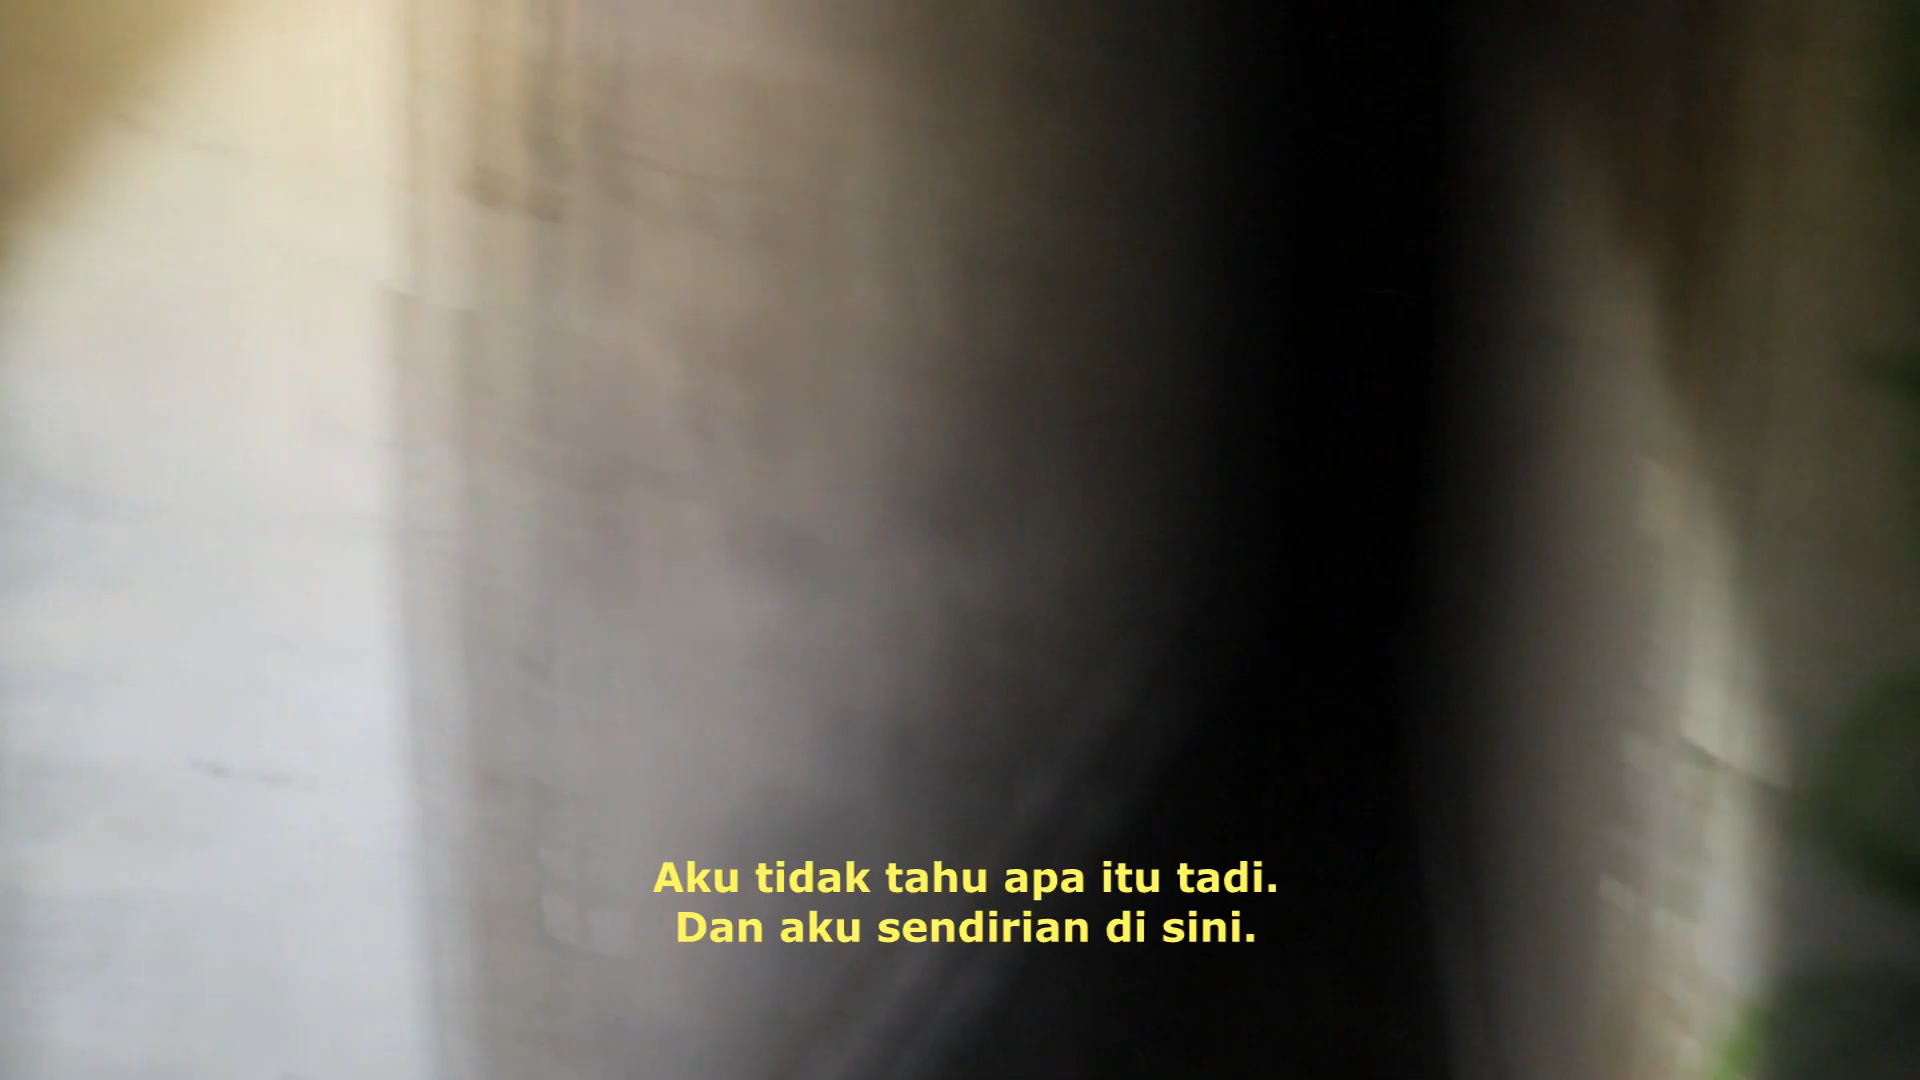 Aku tidak tahu apa itu tadi.
Dan aku sendirian di sini.